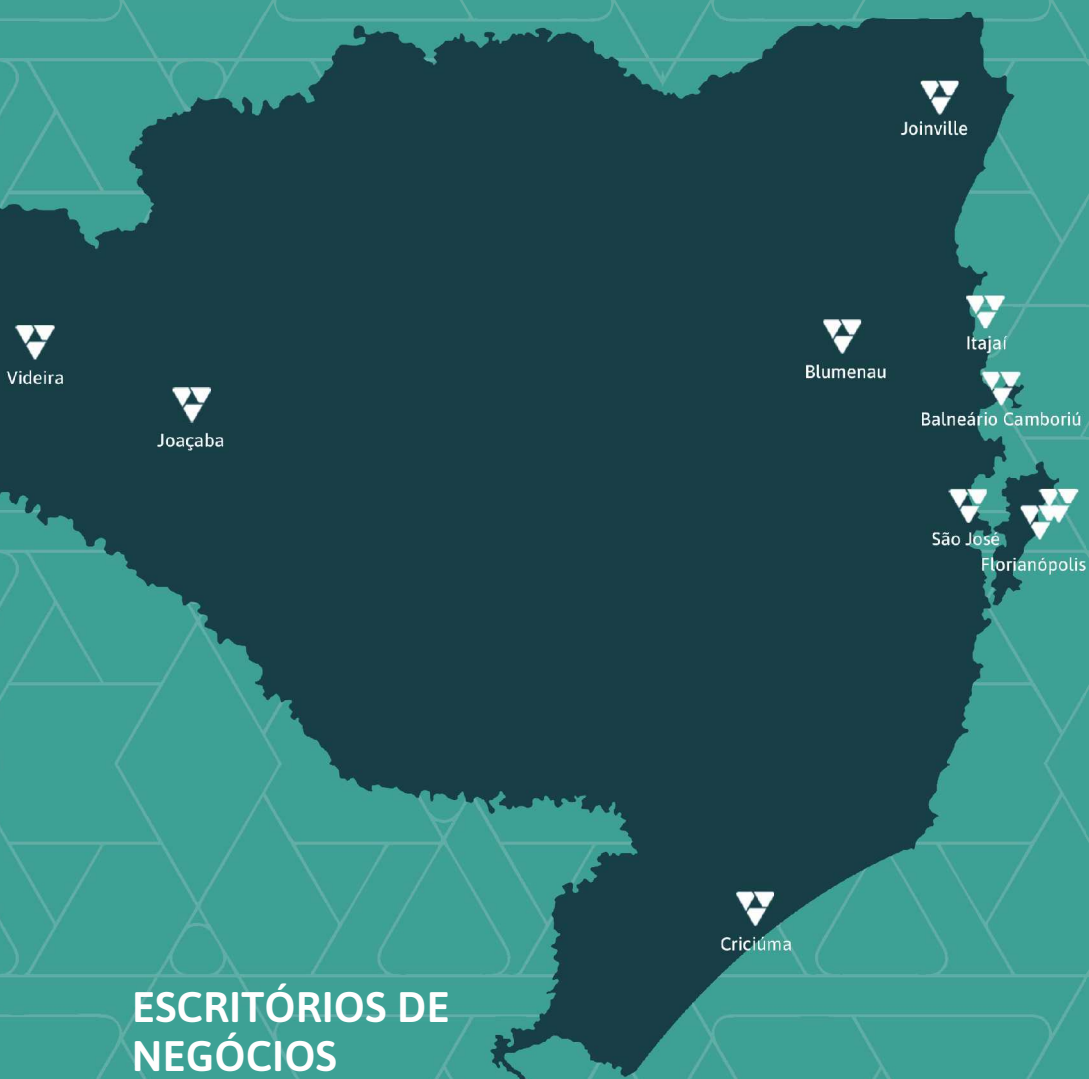 Joinville
Itajaí
Videira
Blumenau
Balneário Camboriú
Joaçaba
São José
Florianópolis
Criciúma
ESCRITÓRIOS DE
NEGÓCIOS